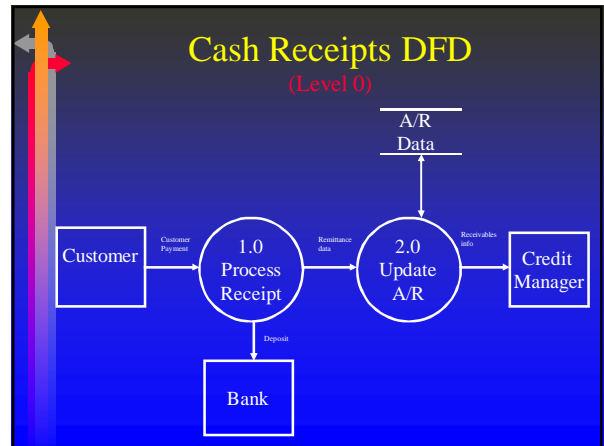 Cash Receipts DFD
(Level 0)
A/R
Data
Customer
Customer
Payment
1.0
Process
Receipt
Remittance
data
2.0
Update
A/R
Receivables
info
Credit
Manager
Deposit
Bank